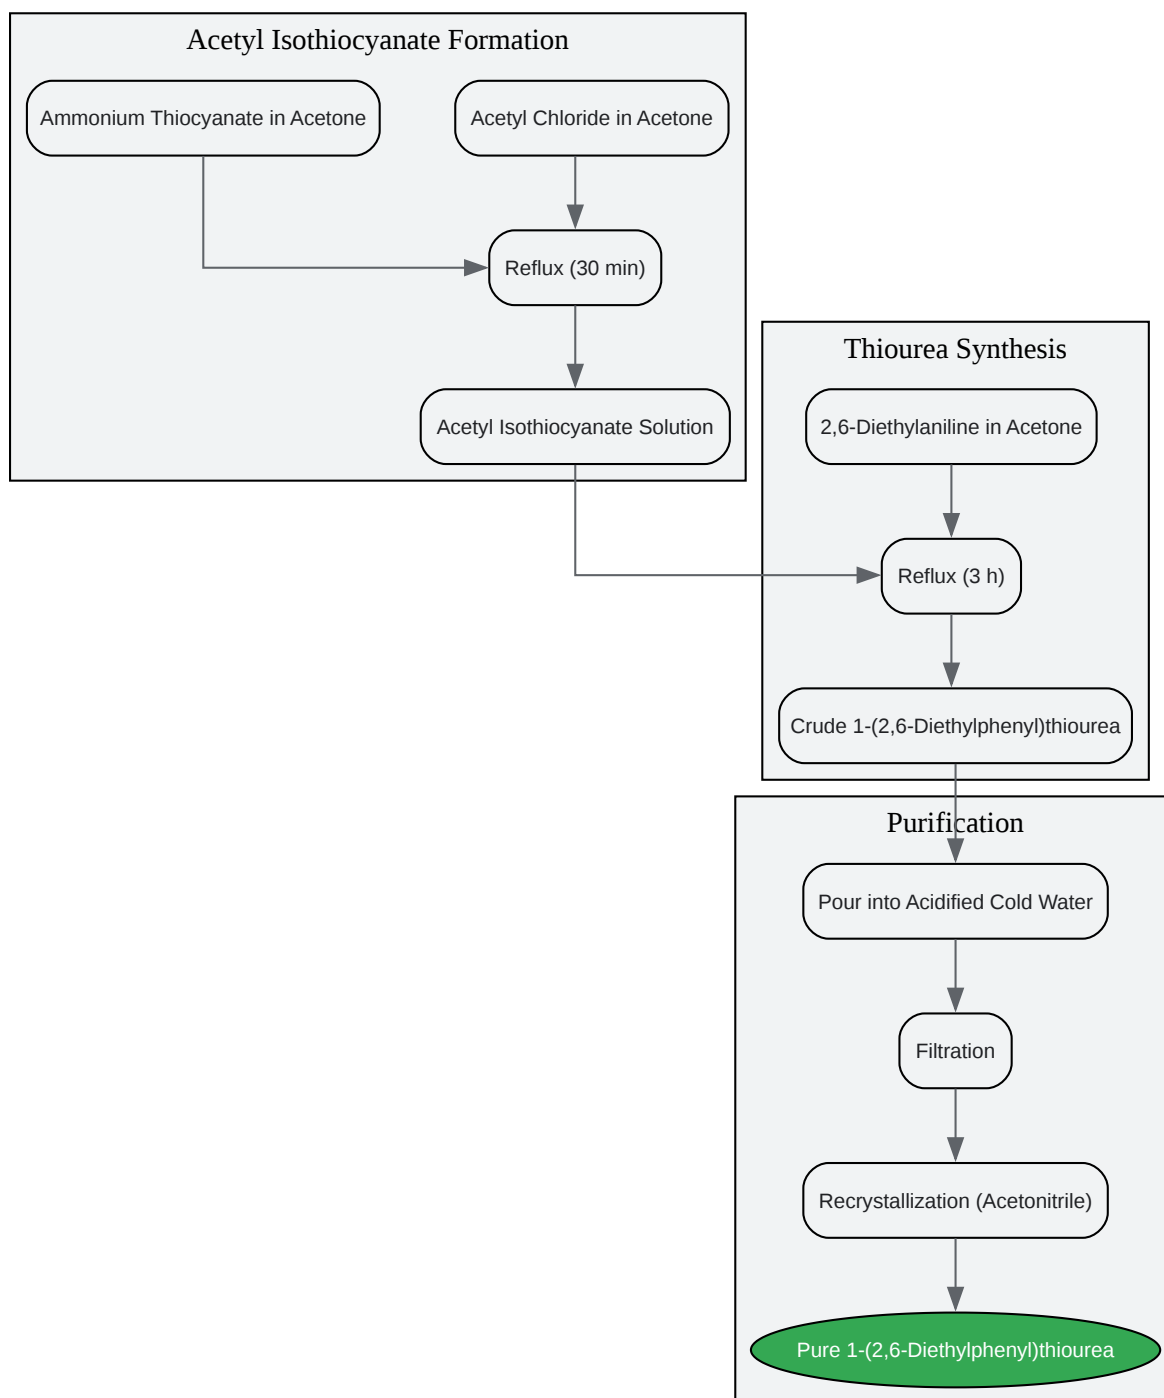 Acetyl Isothiocyanate Formation
Ammonium Thiocyanate in Acetone
Acetyl Chloride in Acetone
Reflux (30 min)
Acetyl Isothiocyanate Solution
Thiourea Synthesis
2,6-Diethylaniline in Acetone
Reflux (3 h)
Crude 1-(2,6-Diethylphenyl)thiourea
Purification
Pour into Acidified Cold Water
Filtration
Recrystallization (Acetonitrile)
Pure 1-(2,6-Diethylphenyl)thiourea